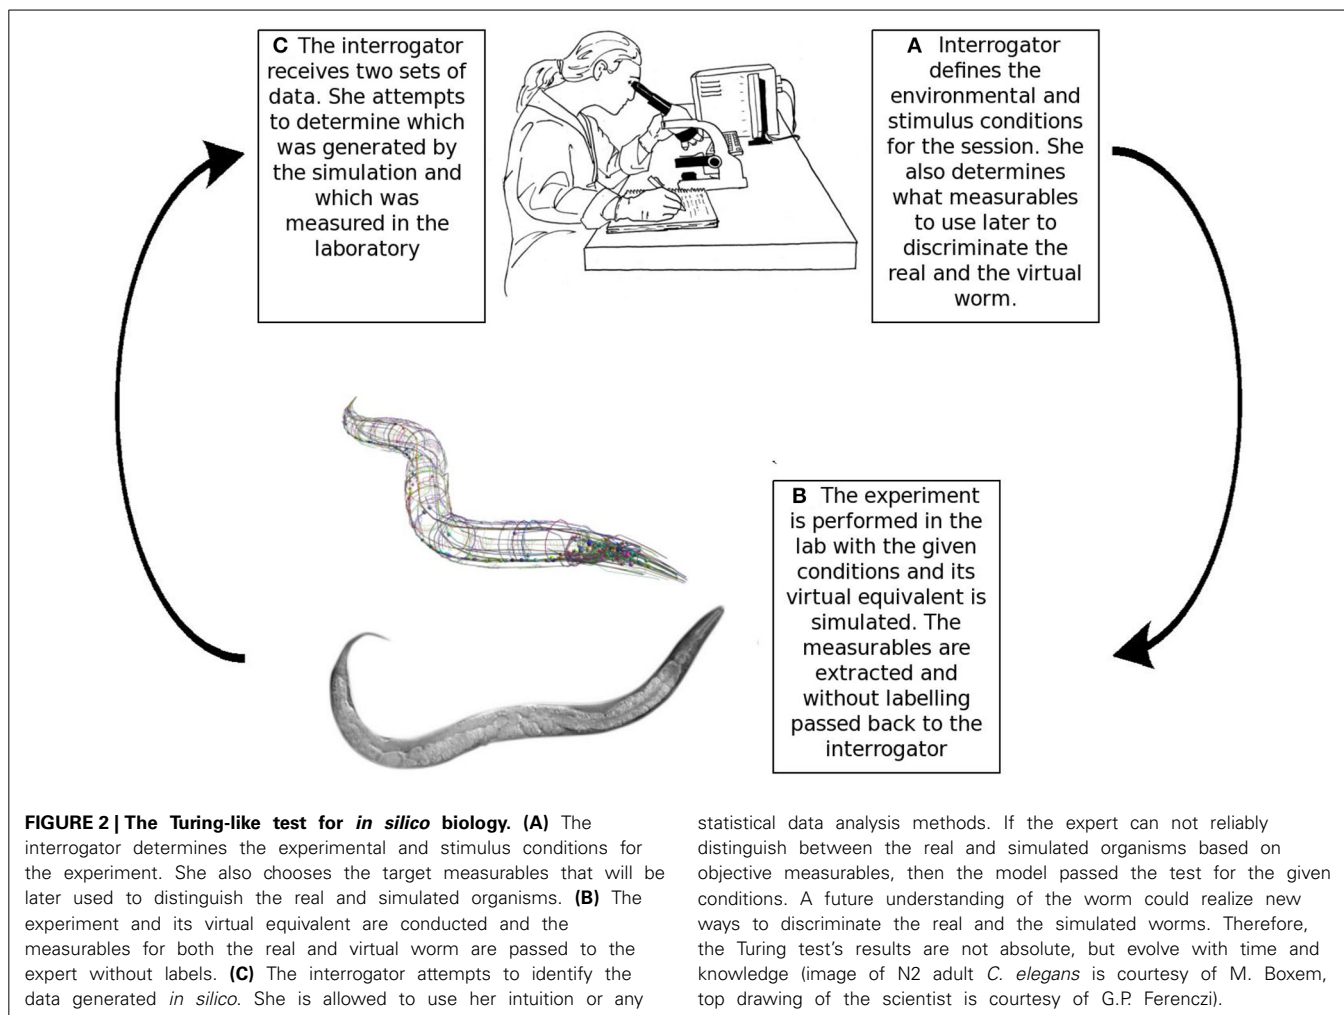 C The interrogator
receives two sets of
data. She attempts
to determine which
was generated by
the simulation and
which was
measured in the
laboratory
A Interrogator
defines the
environmental and
stimulus conditions
for the session. She
also determines
what measurables
to use later to
discriminate the
real and the virtual
worm.
B The experiment
is performed in the
lab with the given
conditions and its
virtual equivalent is
simulated. The
measurables are
extracted and
without labelling
passed back to the
interrogator
FIGURE 2 | The Turing-like test for in silico biology. (A) The
interrogator determines the experimental and stimulus conditions for
the experiment. She also chooses the target measurables that will be
later used to distinguish the real and simulated organisms. (B) The
experiment and its virtual equivalent are conducted and the
measurables for both the real and virtual worm are passed to the
expert without labels. (C) The interrogator attempts to identify the
data generated in silico. She is allowed to use her intuition or any
statistical data analysis methods. If the expert can not reliably
distinguish between the real and simulated organisms based on
objective measurables, then the model passed the test for the given
conditions. A future understanding of the worm could realize new
ways to discriminate the real and the simulated worms. Therefore,
the Turing test's results are not absolute, but evolve with time and
knowledge (image of N2 adult C. elegans is courtesy of M. Boxem,
top drawing of the scientist is courtesy of G.P. Ferenczi).